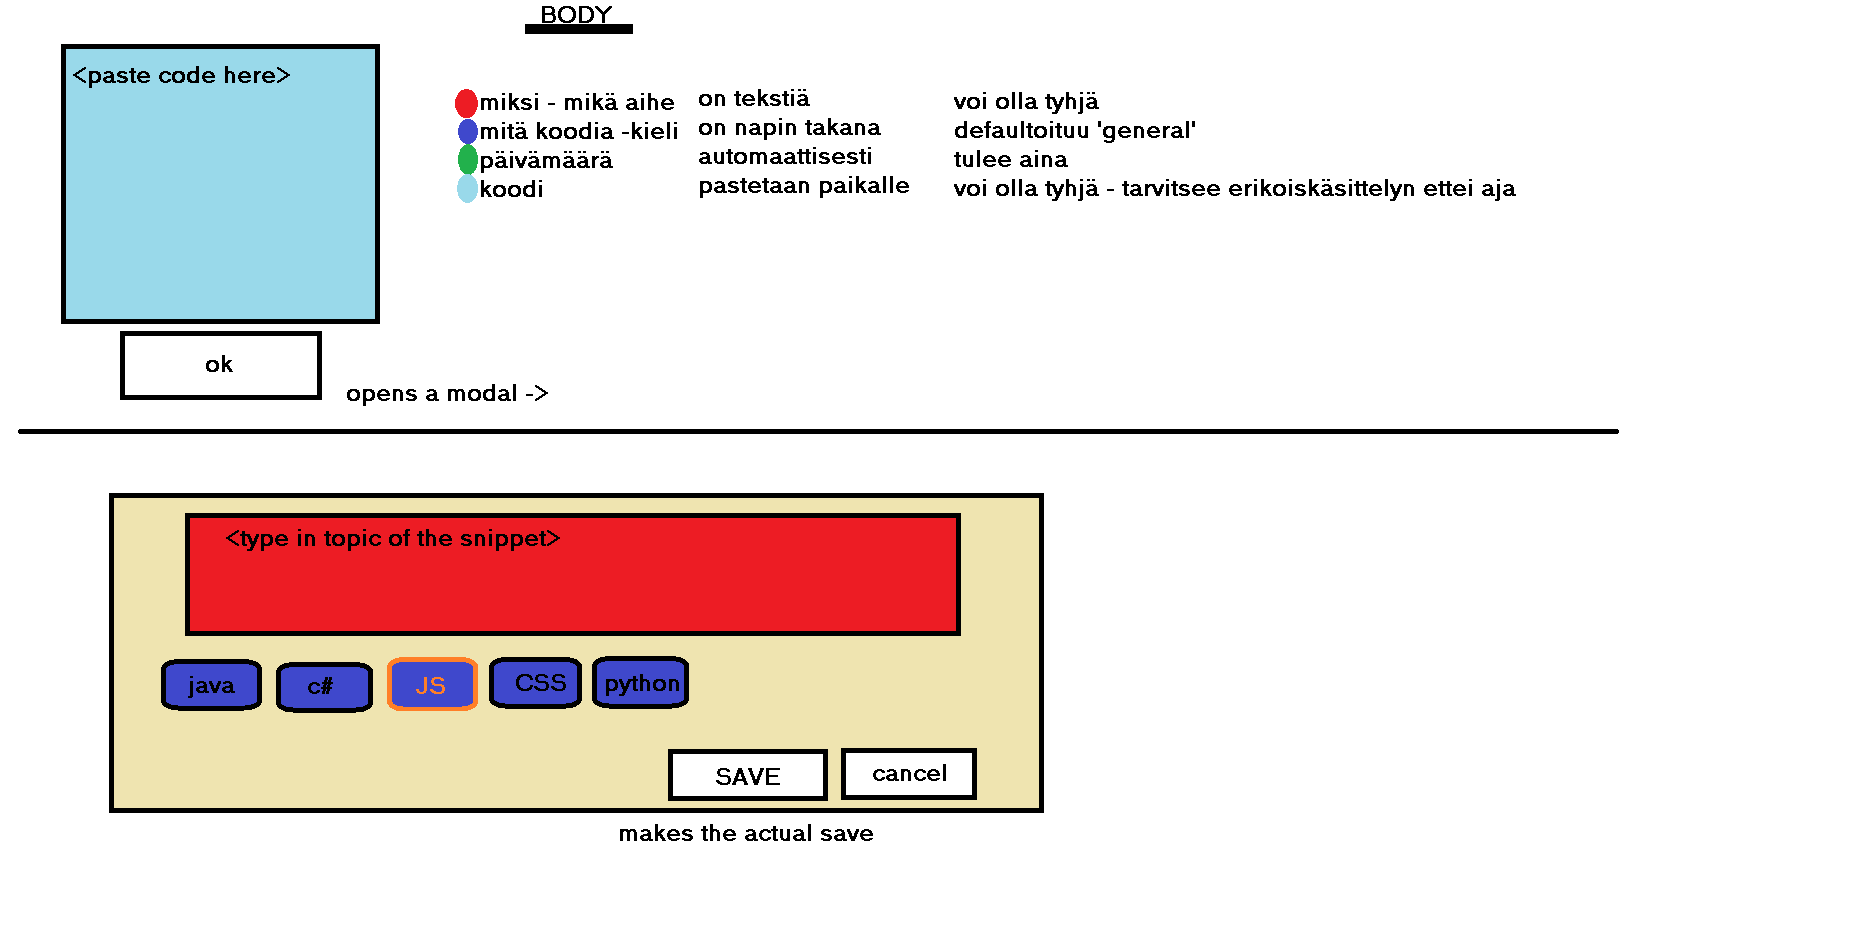 BODY
<paste code here>
miksi - mikä aihe on tekstiä voi olla tyhjä
mitä koodia -kieli on napin takana defaultoituu 'general'
päivämäärä automaattisesti tulee aina
koodi pastetaan paikalle voi olla tyhjä - tarvitsee erikoiskäsittelyn ettei aja
ok
opens a modal ->
<type in topic of the snippet>
java c# JS CSS python
SAVE cancel
makes the actual save